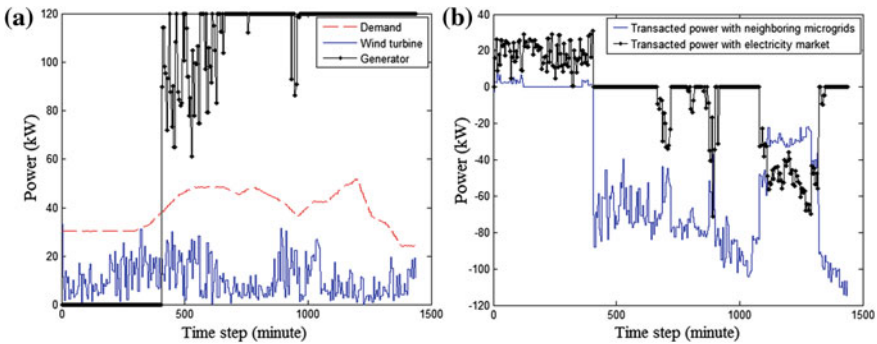 (a)
120
100
80
60
40
20
0
Power (kW)
Demand
Wind turbine
Generator
0
500
1000
1500
Time step (minute)
(b)
40
20
0
-20
-40
-60
-80
-100
-120
Power (kW)
Transacted power with neighboring microgrids
Transacted power with electricity market
0
500
1000
1500
Time step (minute)